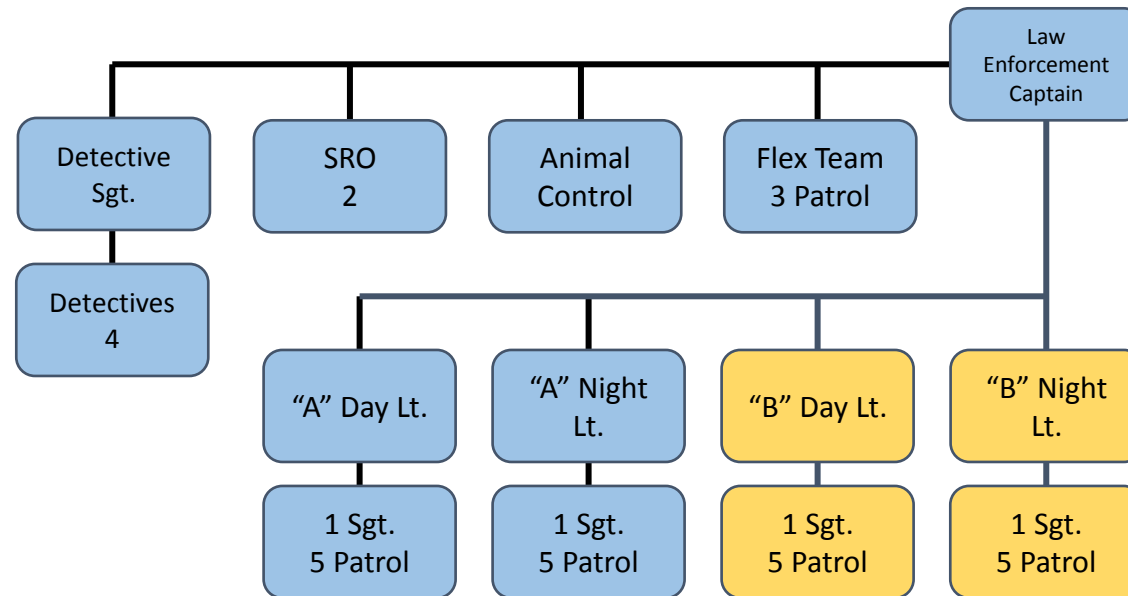 Law
Enforcement
Captain
Detective
Sgt.
SRO
2
Animal
Control
Flex Team
3 Patrol
Detectives
4
“A” Day Lt.
“A” Night
Lt.
“B” Day Lt.
“B” Night
Lt.
1 Sgt.
5 Patrol
1 Sgt.
5 Patrol
1 Sgt.
5 Patrol
1 Sgt.
5 Patrol